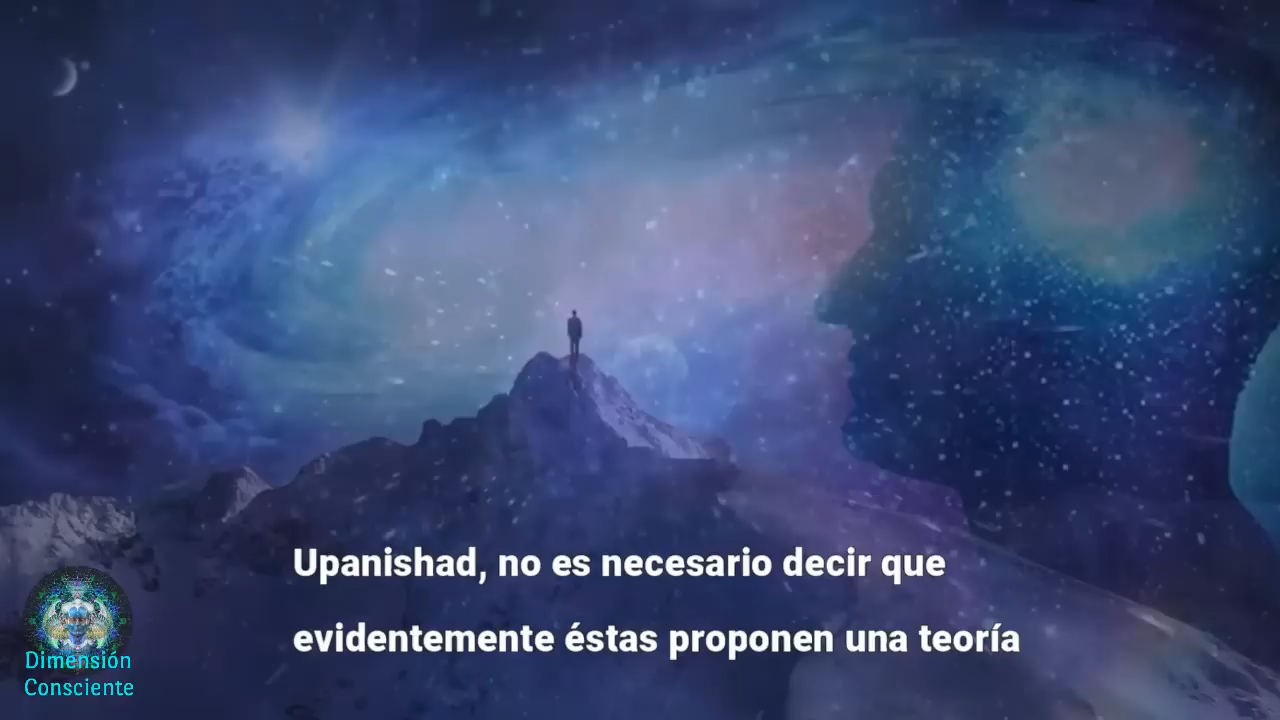 Upanishad, no es necesario decir que
evidentemente éstas proponen una teoría
Dimensión
Consciente